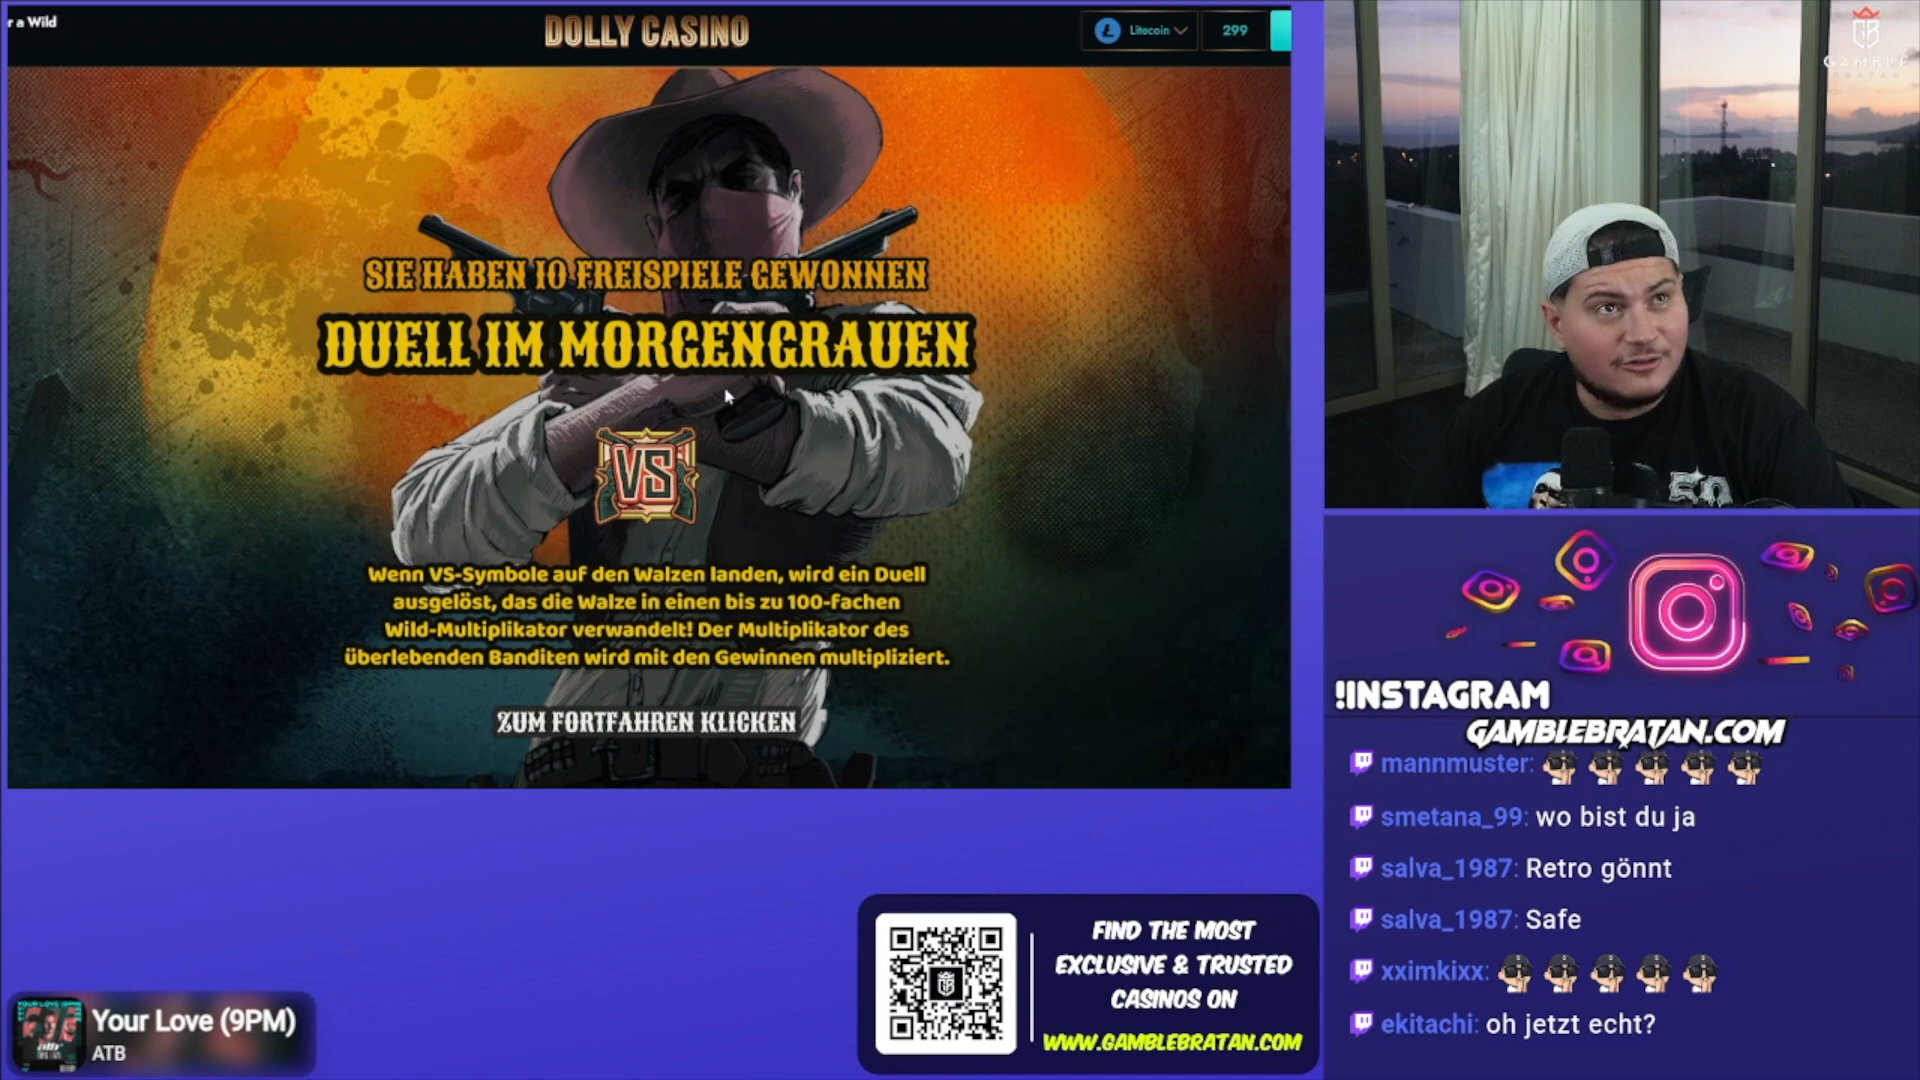 r a Wild
DOLLY CASINO
Litecoin
299
SIE HABEN 10 FREISPIELE GEWONNEN
DUELL IM MORGENGRAUEN
VS
Wenn VS-Symbole auf den Walzen landen, wird ein Duell
ausgelöst, das die Walze in einen bis zu 100-fachen
Wild-Multiplikator verwandelt! Der Multiplikator des
überlebenden Banditen wird mit den Gewinnen multipliziert.
ZUM FORTFAHREN KLICKEN
GAMBLE
BRATAN
!INSTAGRAM
GAMBLEBRATAN.COM
mannmuster:
smetana_99: wo bist du ja
salva_1987: Retro gönnt
salva_1987: Safe
xximkixx:
ekitachi: oh jetzt echt?
FIND THE MOST
EXCLUSIVE & TRUSTED
CASINOS ON
WWW.GAMBLEBRATAN.COM
Your Love (9PM)
ATB